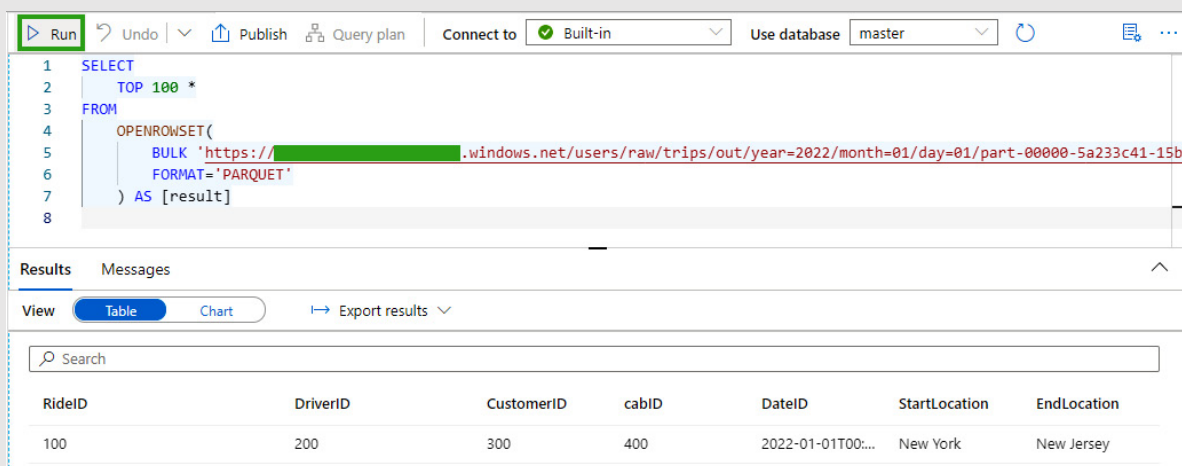 Run Undo Publish Query plan Connect to Built-in Use database master ...
1 SELECT
2 TOP 100 *
3 FROM
4 OPENROWSET(
5 BULK 'https:// .windows.net/users/raw/trips/out/year=2022/month=01/day=01/part-00000-5a233c41-15b
6 FORMAT='PARQUET'
7 ) AS [result]
8
Results Messages
View Table Chart Export results
Search
RideID DriverID CustomerID cabID DateID StartLocation EndLocation
100 200 300 400 2022-01-01T00:... New York New Jersey